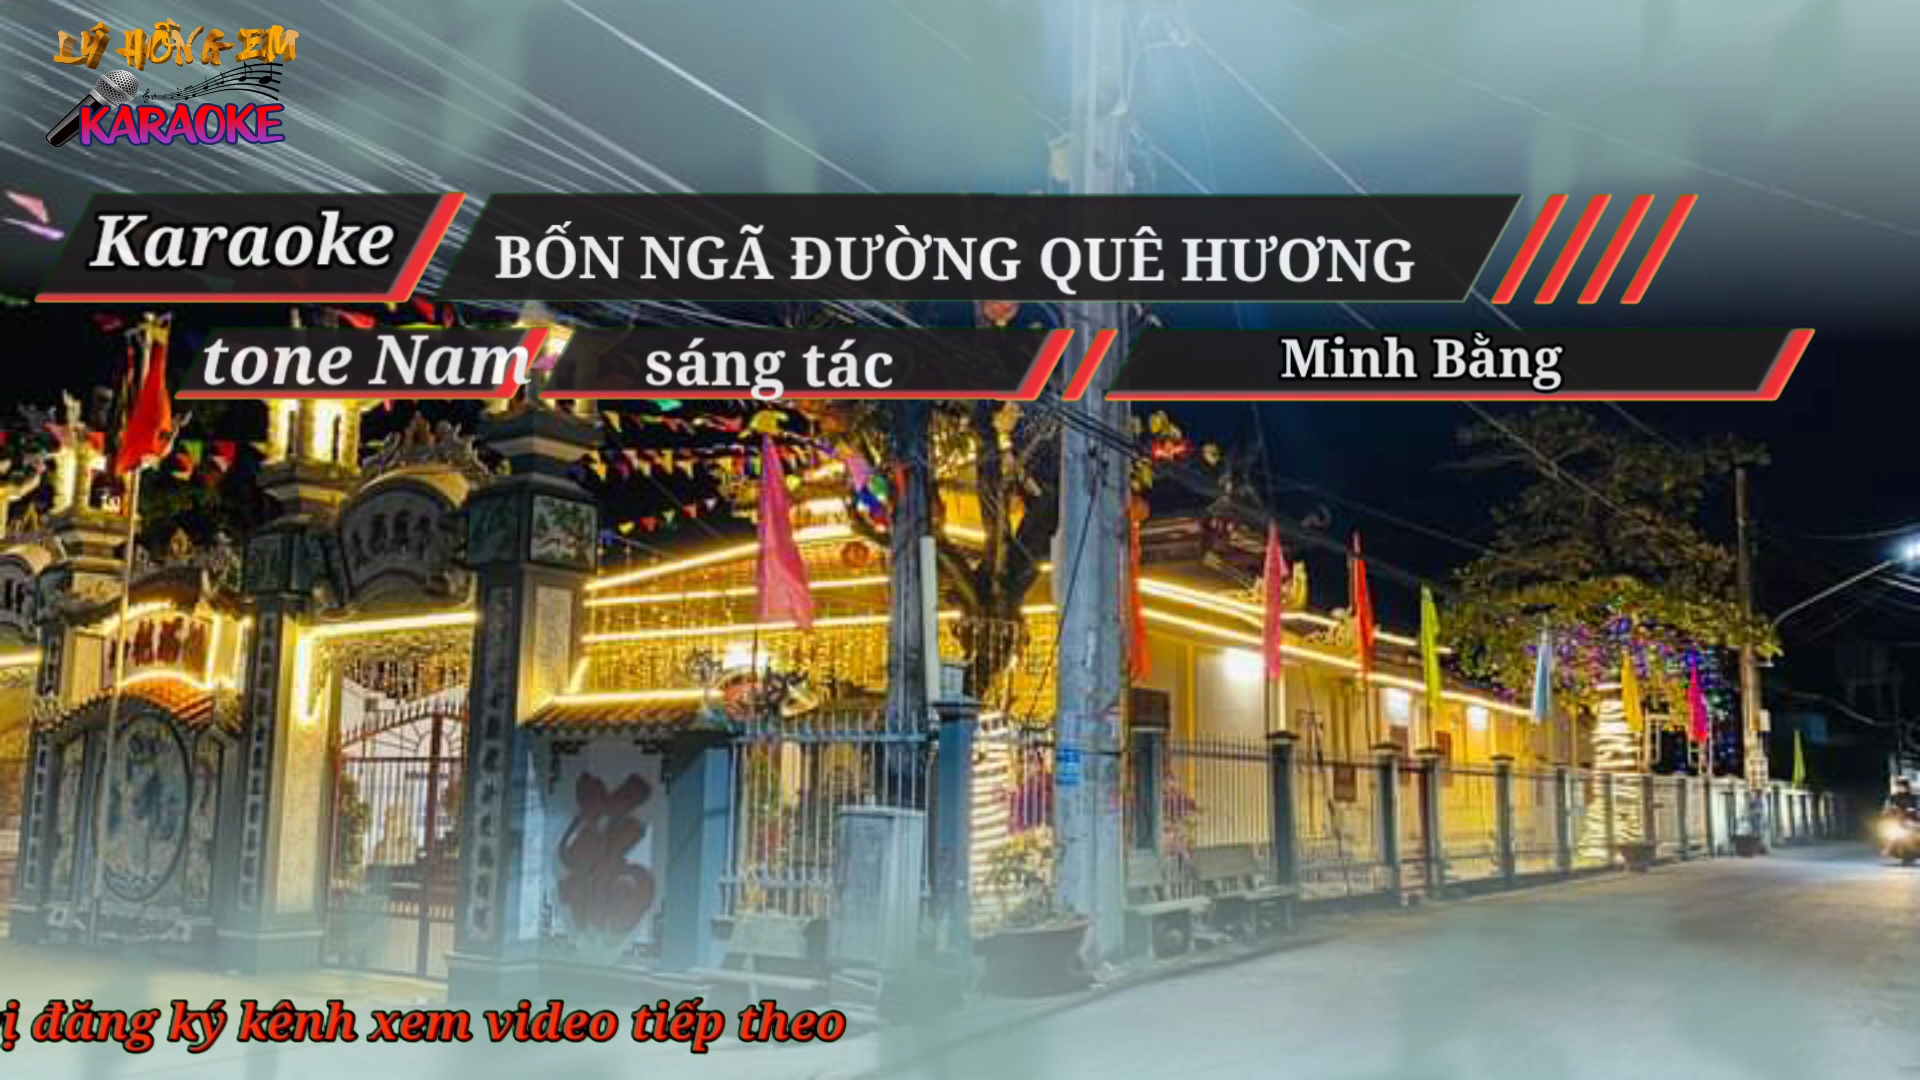 LÝ HỒNG EM
KARAOKE
Karaoke
BỐN NGÃ ĐƯỜNG QUÊ HƯƠNG
tone Nam
sáng tác
Minh Bằng
ị đăng ký kênh xem video tiếp theo